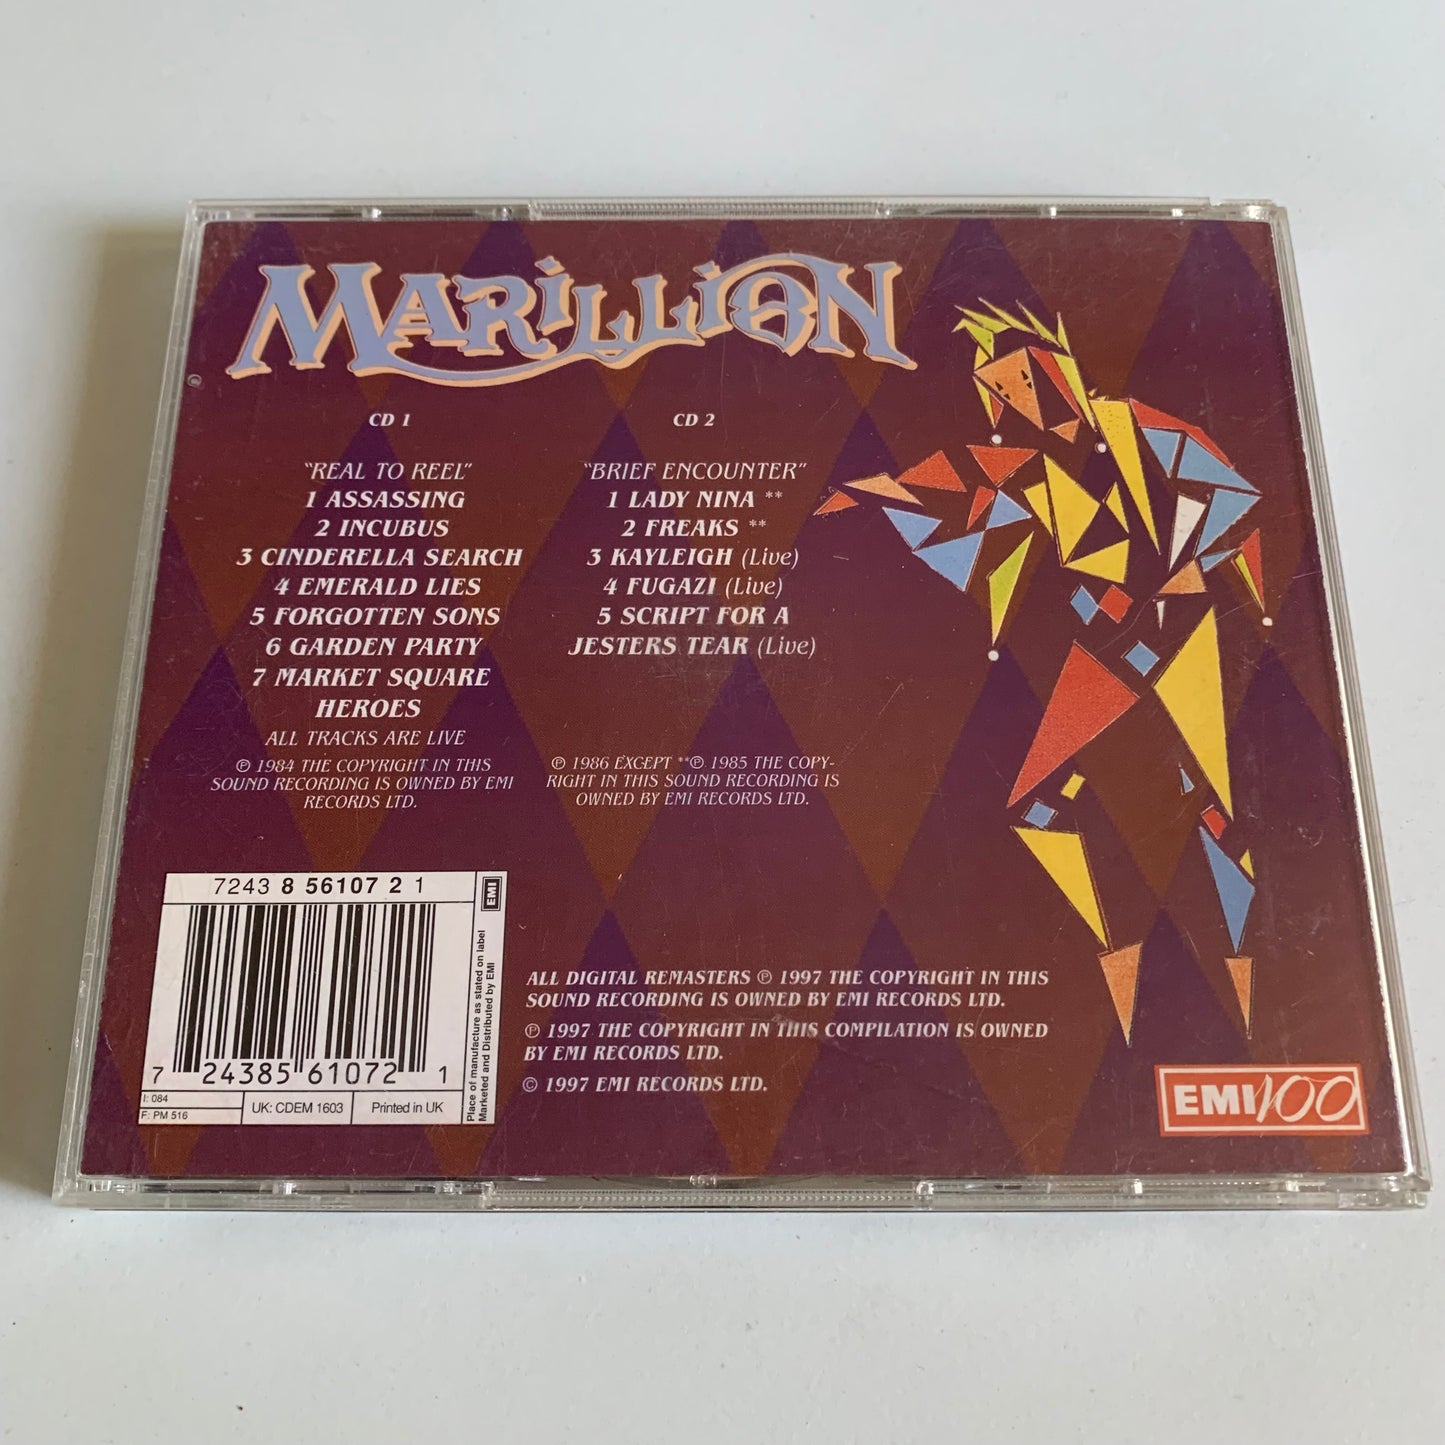 MARILLION
CD 1
"REAL TO REEL"
1 ASSASSING
2 INCUBUS
3 CINDERELLA SEARCH
4 EMERALD LIES
5 FORGOTTEN SONS
6 GARDEN PARTY
7 MARKET SQUARE
HEROES
ALL TRACKS ARE LIVE
℗ 1984 THE COPYRIGHT IN THIS
SOUND RECORDING IS OWNED BY EMI
RECORDS LTD.
CD 2
"BRIEF ENCOUNTER"
1 LADY NINA **
2 FREAKS **
3 KAYLEIGH (Live)
4 FUGAZI (Live)
5 SCRIPT FOR A
JESTERS TEAR (Live)
℗ 1986 EXCEPT **℗ 1985 THE COPY-
RIGHT IN THIS SOUND RECORDING IS
OWNED BY EMI RECORDS LTD.
7243 8 56107 2 1
EMI
Place of manufacture as stated on label
Marketed and Distributed by EMI
7 24385 61072 1
I: 084
F: PM 516
UK: CDEM 1603
Printed in UK
ALL DIGITAL REMASTERS ℗ 1997 THE COPYRIGHT IN THIS
SOUND RECORDING IS OWNED BY EMI RECORDS LTD.
℗ 1997 THE COPYRIGHT IN THIS COMPILATION IS OWNED
BY EMI RECORDS LTD.
© 1997 EMI RECORDS LTD.
EMI 100